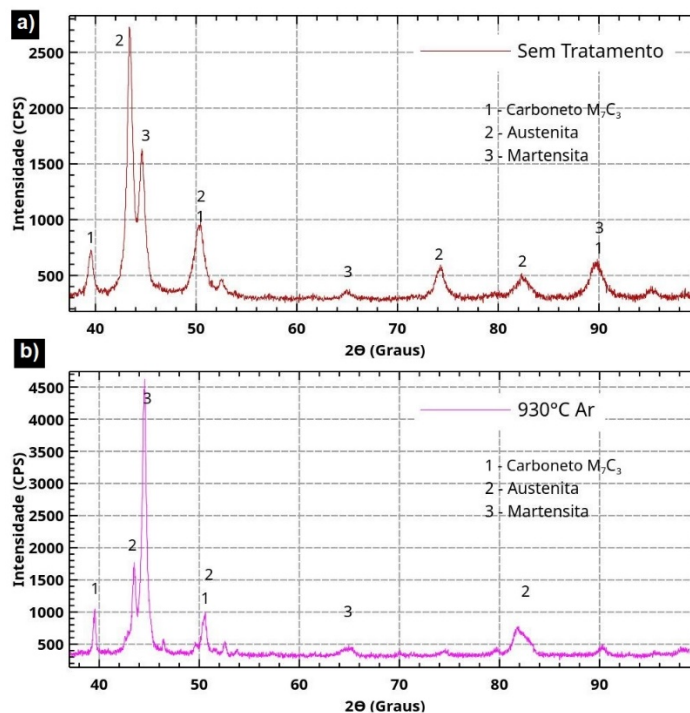 a)
Intensidade (CPS)
2500
2000
1500
1000
500
2
3
1
2
1
3
2
2
3
1
Sem Tratamento
1 - Carboneto M₇C₃
2 - Austenita
3 - Martensita
40 50 60 70 80 90
2Θ (Graus)
b)
Intensidade (CPS)
4500
4000
3500
3000
2500
2000
1500
1000
500
3
2
1
2
1
3
2
930°C Ar
1 - Carboneto M₇C₃
2 - Austenita
3 - Martensita
40 50 60 70 80 90
2Θ (Graus)